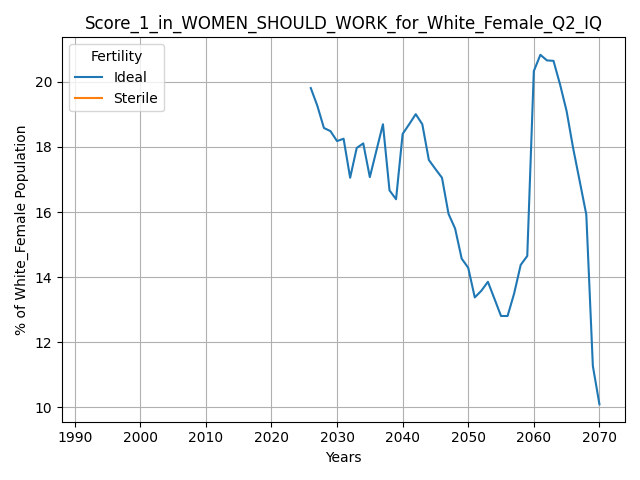 Score_1_in_WOMEN_SHOULD_WORK_for_White_Female_Q2_IQ
Fertility
Ideal
Sterile
% of White_Female Population
20
18
16
14
12
10
1990 2000 2010 2020 2030 2040 2050 2060 2070
Years